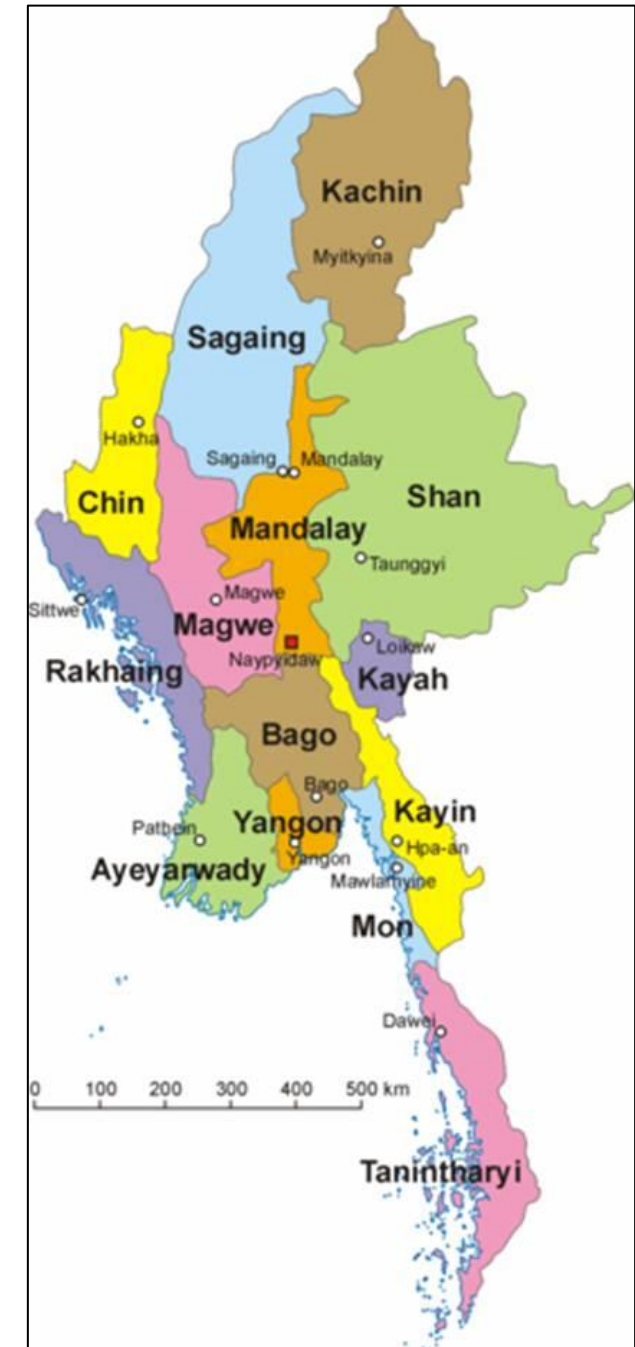 Kachin
Myitkyina
Sagaing
Hakha
Sagaing
Mandalay
Chin
Shan
Mandalay
Taunggyi
Magwe
Sittwe
Magwe
Loikaw
Naypyidaw
Rakhaing
Kayah
Bago
Bago
Kayin
Yangon
Pathein
Hpa-an
Yangon
Ayeyarwady
Mawlamyine
Mon
Dawei
0 100 200 300 400 500 km
Tanintharyi